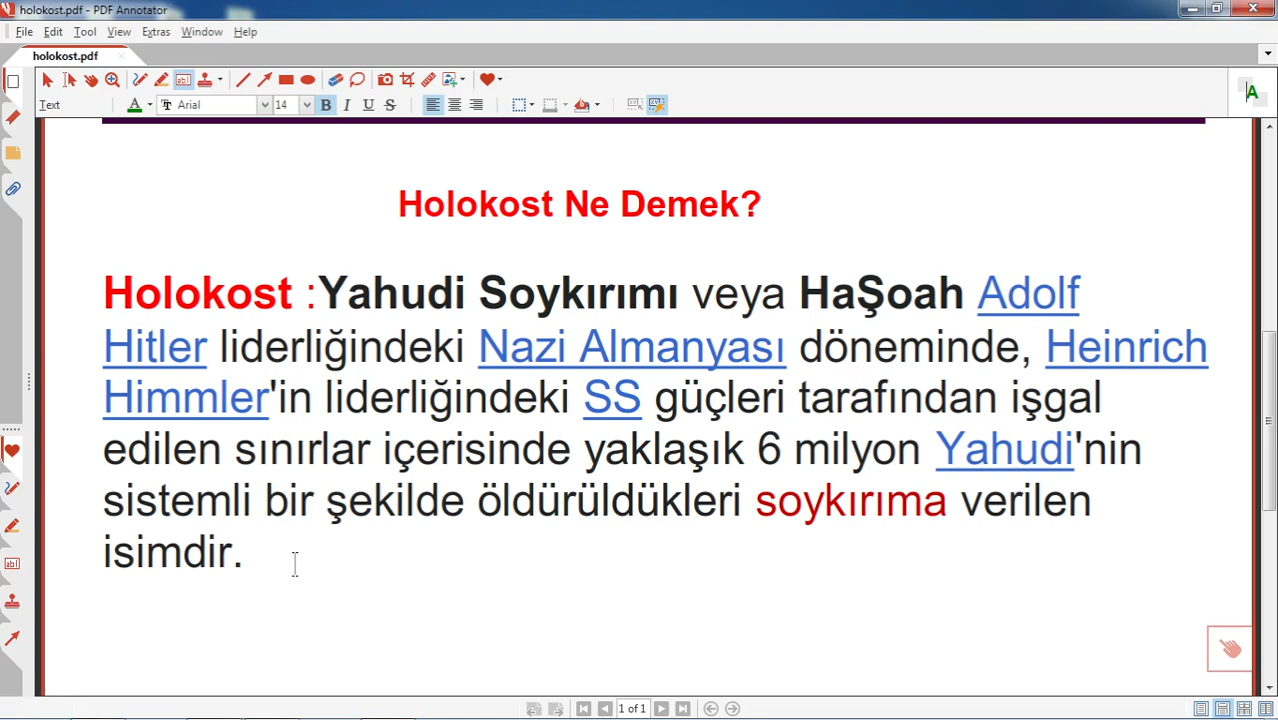 holokost.pdf - PDF Annotator
File Edit Tool View Extras Window Help
holokost.pdf
Text Arial 14 B I U S
A
Holokost Ne Demek?
Holokost :Yahudi Soykırımı veya HaŞoah Adolf
Hitler liderliğindeki Nazi Almanyası döneminde, Heinrich
Himmler'in liderliğindeki SS güçleri tarafından işgal
edilen sınırlar içerisinde yaklaşık 6 milyon Yahudi'nin
sistemli bir şekilde öldürüldükleri soykırıma verilen
isimdir.
1 of 1